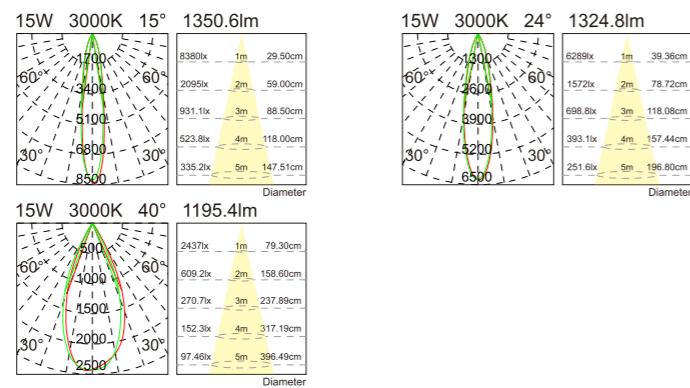 15W 3000K 15° 1350.6lm
1700
3400
5100
6800
8500
60° 60°
30° 30°
8380lx 1m 29.50cm
2095lx 2m 59.00cm
931.1lx 3m 88.50cm
523.8lx 4m 118.00cm
335.2lx 5m 147.51cm
Diameter
15W 3000K 24° 1324.8lm
1300
2600
3900
5200
6500
60° 60°
30° 30°
6289lx 1m 39.36cm
1572lx 2m 78.72cm
698.8lx 3m 118.08cm
393.1lx 4m 157.44cm
251.6lx 5m 196.80cm
Diameter
15W 3000K 40° 1195.4lm
500
1000
1500
2000
2500
60° 60°
30° 30°
2437lx 1m 79.30cm
609.2lx 2m 158.60cm
270.7lx 3m 237.89cm
152.3lx 4m 317.19cm
97.46lx 5m 396.49cm
Diameter